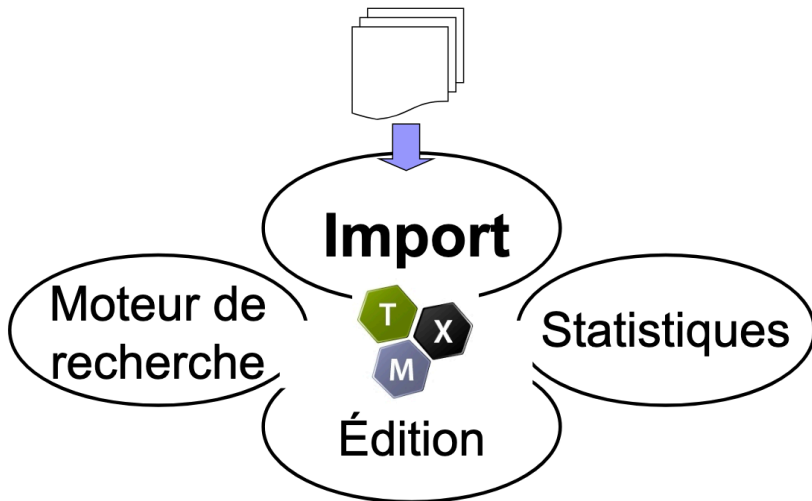 Import
Moteur de
recherche
T
X
M
Statistiques
Édition